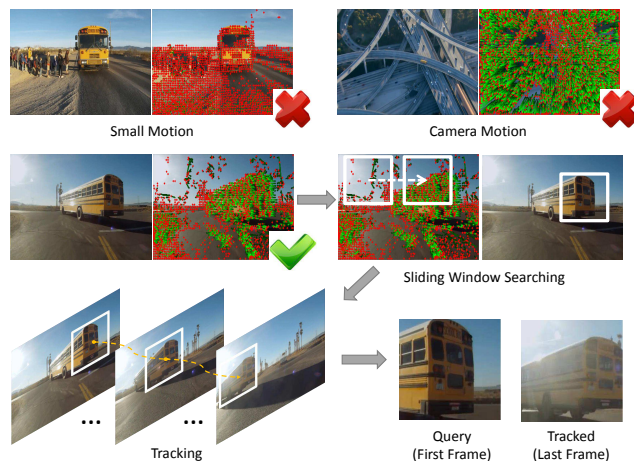 Small Motion
Camera Motion
Sliding Window Searching
...
...
Tracking
Query
(First Frame)
Tracked
(Last Frame)